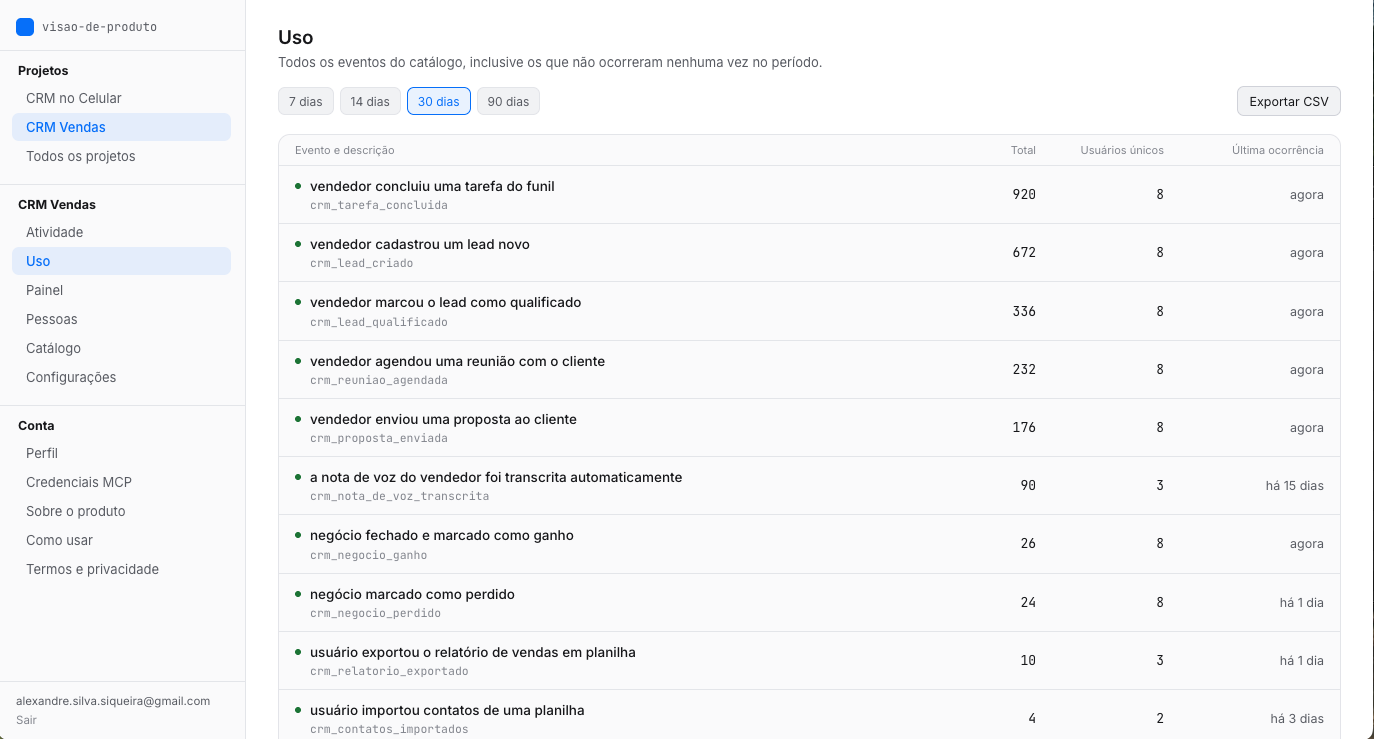 visao-de-produto
Projetos
CRM no Celular
CRM Vendas
Todos os projetos
CRM Vendas
Atividade
Uso
Painel
Pessoas
Catálogo
Configurações
Conta
Perfil
Credenciais MCP
Sobre o produto
Como usar
Termos e privacidade
alexandre.silva.siqueira@gmail.com
Sair
Uso
Todos os eventos do catálogo, inclusive os que não ocorreram nenhuma vez no período.
7 dias 14 dias 30 dias 90 dias Exportar CSV
Evento e descrição Total Usuários únicos Última ocorrência
vendedor concluiu uma tarefa do funil 920 8 agora
crm_tarefa_concluida
vendedor cadastrou um lead novo 672 8 agora
crm_lead_criado
vendedor marcou o lead como qualificado 336 8 agora
crm_lead_qualificado
vendedor agendou uma reunião com o cliente 232 8 agora
crm_reuniao_agendada
vendedor enviou uma proposta ao cliente 176 8 agora
crm_proposta_enviada
a nota de voz do vendedor foi transcrita automaticamente 90 3 há 15 dias
crm_nota_de_voz_transcrita
negócio fechado e marcado como ganho 26 8 agora
crm_negocio_ganho
negócio marcado como perdido 24 8 há 1 dia
crm_negocio_perdido
usuário exportou o relatório de vendas em planilha 10 3 há 1 dia
crm_relatorio_exportado
usuário importou contatos de uma planilha 4 2 há 3 dias
crm_contatos_importados